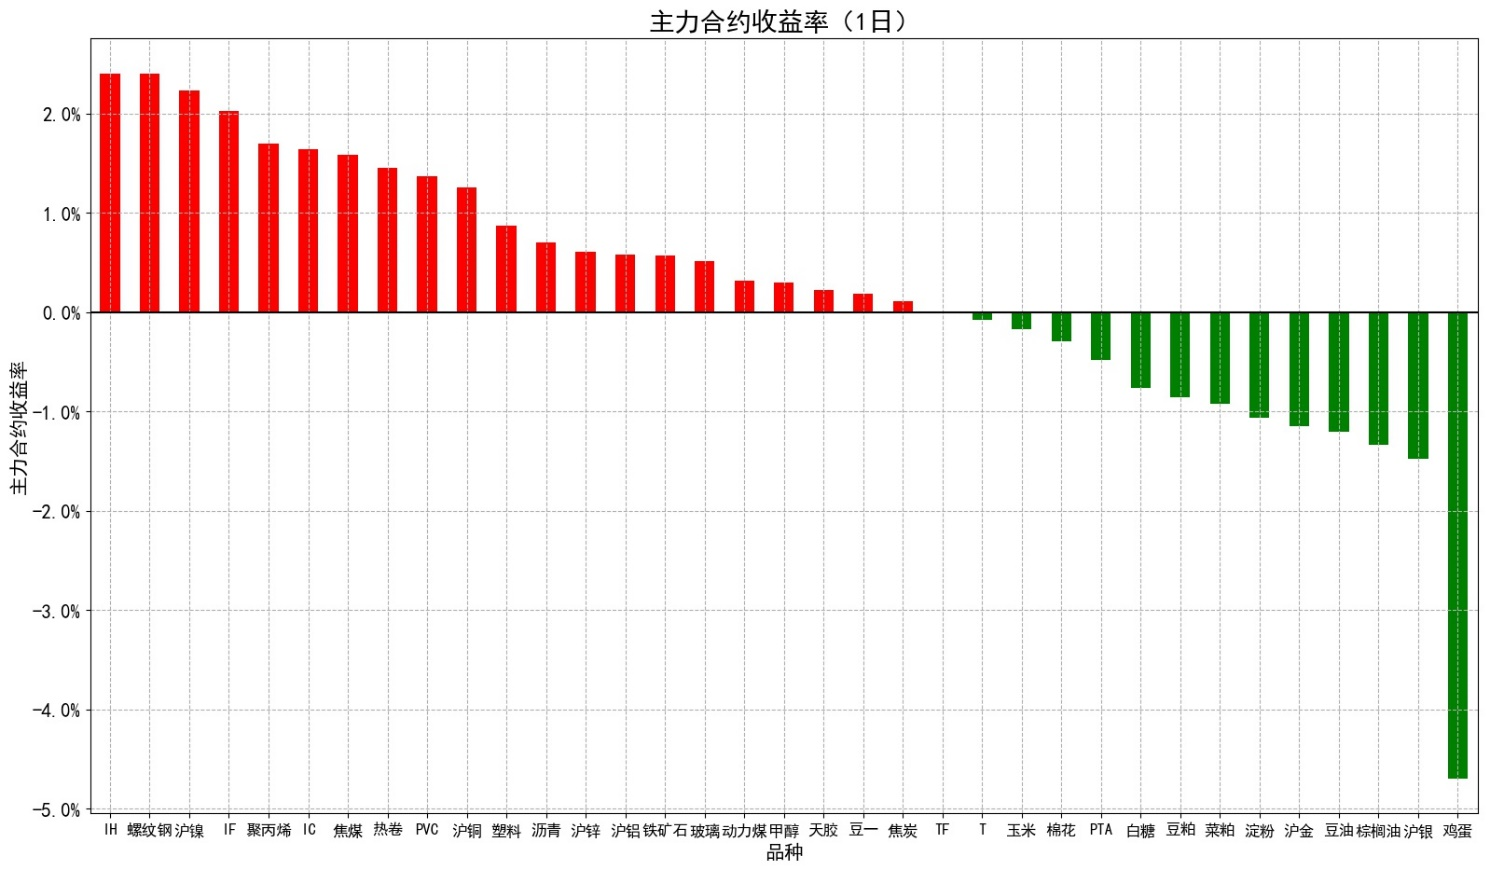 主力合约收益率（1日）
主力合约收益率
2.0%
1.0%
0.0%
−1.0%
−2.0%
−3.0%
−4.0%
−5.0%
IH 螺纹钢 沪镍 IF 聚丙烯 IC 焦煤 热卷 PVC 沪铜 塑料 沥青 沪锌 沪铝 铁矿石 玻璃 动力煤 甲醇 天胶 豆一 焦炭 TF T 玉米 棉花 PTA 白糖 豆粕 菜粕 淀粉 沪金 豆油 棕榈油 沪银 鸡蛋
品种